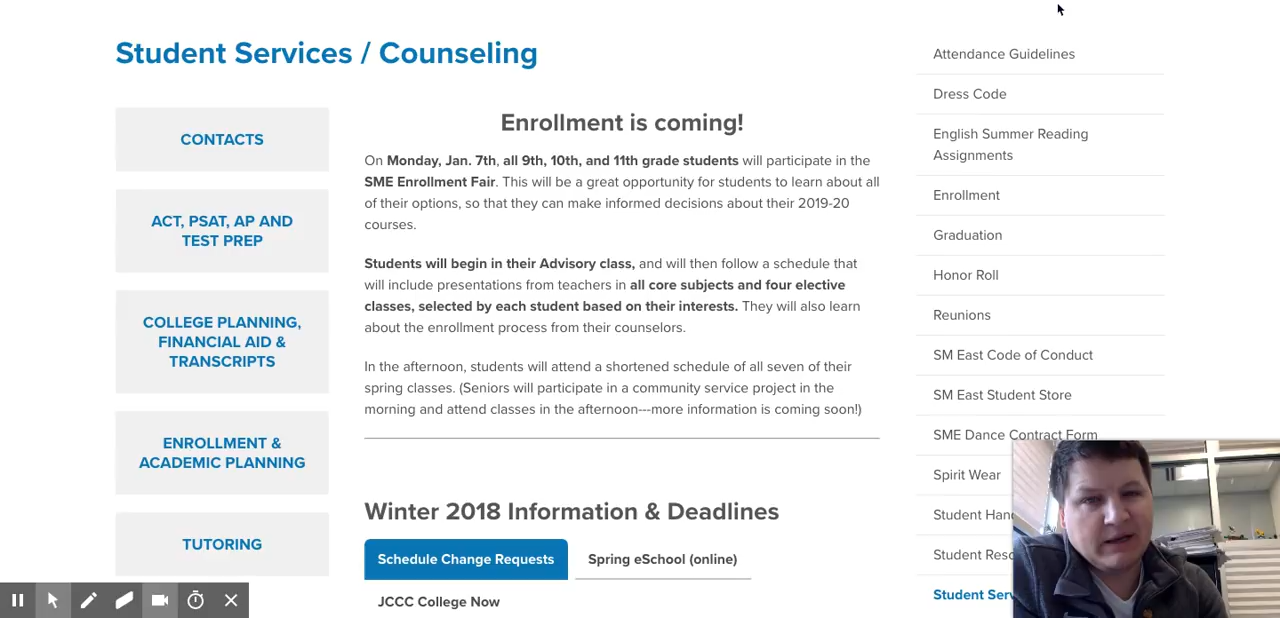 Student Services / Counseling
CONTACTS
ACT, PSAT, AP AND
TEST PREP
COLLEGE PLANNING,
FINANCIAL AID &
TRANSCRIPTS
ENROLLMENT &
ACADEMIC PLANNING
TUTORING
Enrollment is coming!
On Monday, Jan. 7th, all 9th, 10th, and 11th grade students will participate in the
SME Enrollment Fair. This will be a great opportunity for students to learn about all
of their options, so that they can make informed decisions about their 2019-20
courses.
Students will begin in their Advisory class, and will then follow a schedule that
will include presentations from teachers in all core subjects and four elective
classes, selected by each student based on their interests. They will also learn
about the enrollment process from their counselors.
In the afternoon, students will attend a shortened schedule of all seven of their
spring classes. (Seniors will participate in a community service project in the
morning and attend classes in the afternoon---more information is coming soon!)
Winter 2018 Information & Deadlines
Schedule Change Requests
Spring eSchool (online)
JCCC College Now
Attendance Guidelines
Dress Code
English Summer Reading
Assignments
Enrollment
Graduation
Honor Roll
Reunions
SM East Code of Conduct
SM East Student Store
SME Dance Contract Form
Spirit Wear
Student
Student
Student